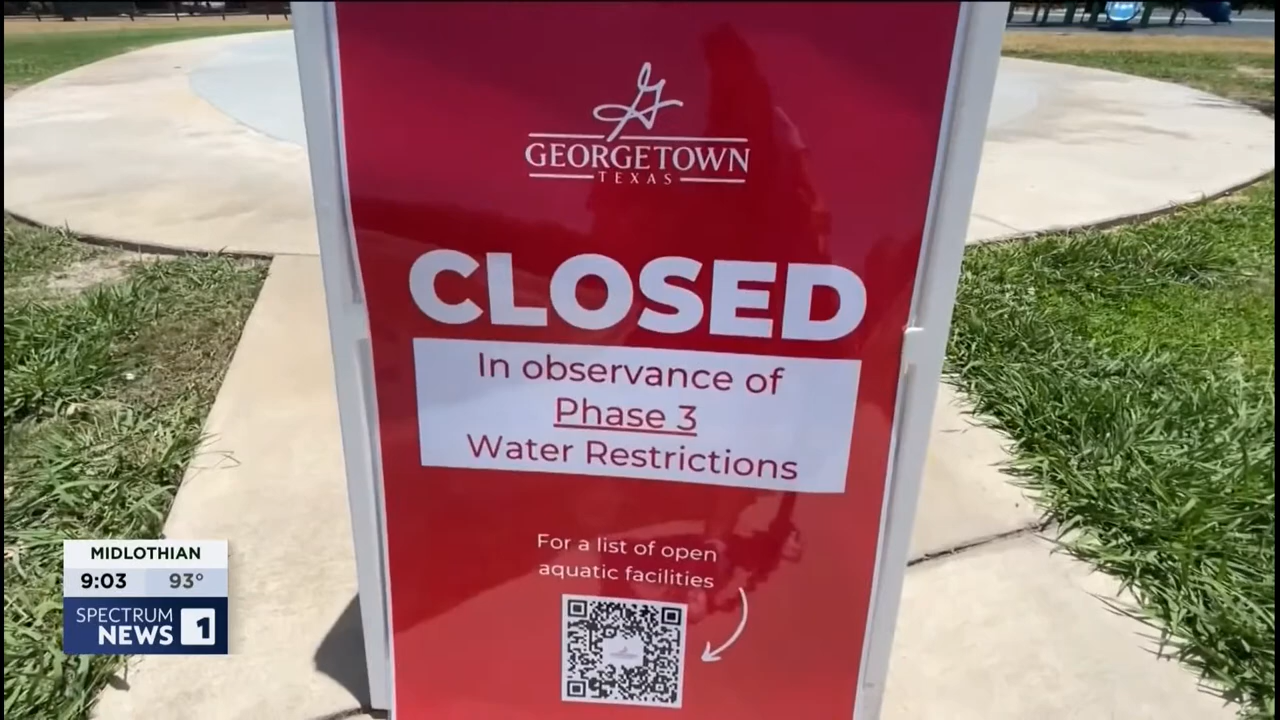 GEORGETOWN
TEXAS
CLOSED
In observance of
Phase 3
Water Restrictions
For a list of open
aquatic facilities
MIDLOTHIAN
9:03 93°
SPECTRUM
NEWS 1